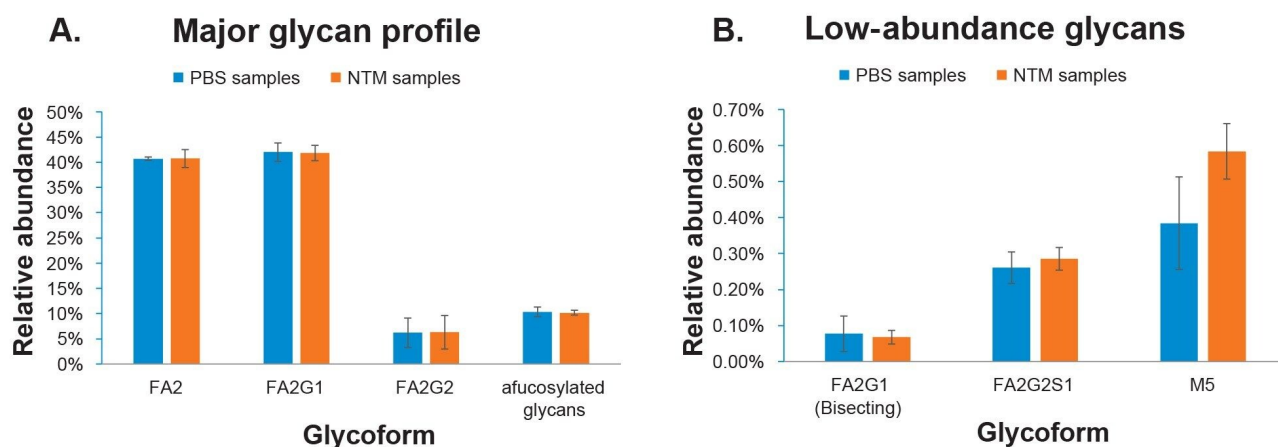 A. Major glycan profile
PBS samples NTM samples
Relative abundance
50%
45%
40%
35%
30%
25%
20%
15%
10%
5%
0%
FA2 FA2G1 FA2G2 afucosylated
glycans
Glycoform
B. Low-abundance glycans
PBS samples NTM samples
Relative abundance
0.70%
0.60%
0.50%
0.40%
0.30%
0.20%
0.10%
0.00%
FA2G1 FA2G2S1 M5
(Bisecting)
Glycoform